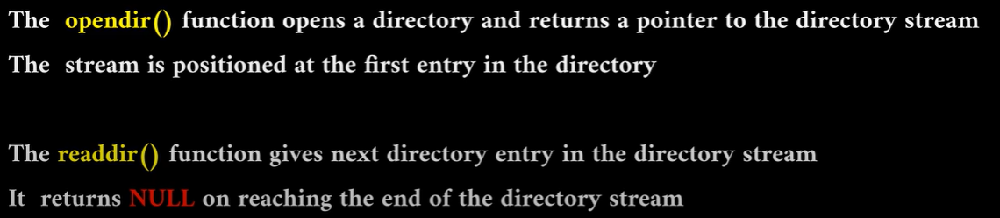 The opendir() function opens a directory and returns a pointer to the directory stream
The stream is positioned at the first entry in the directory
The readdir() function gives next directory entry in the directory stream
It returns NULL on reaching the end of the directory stream